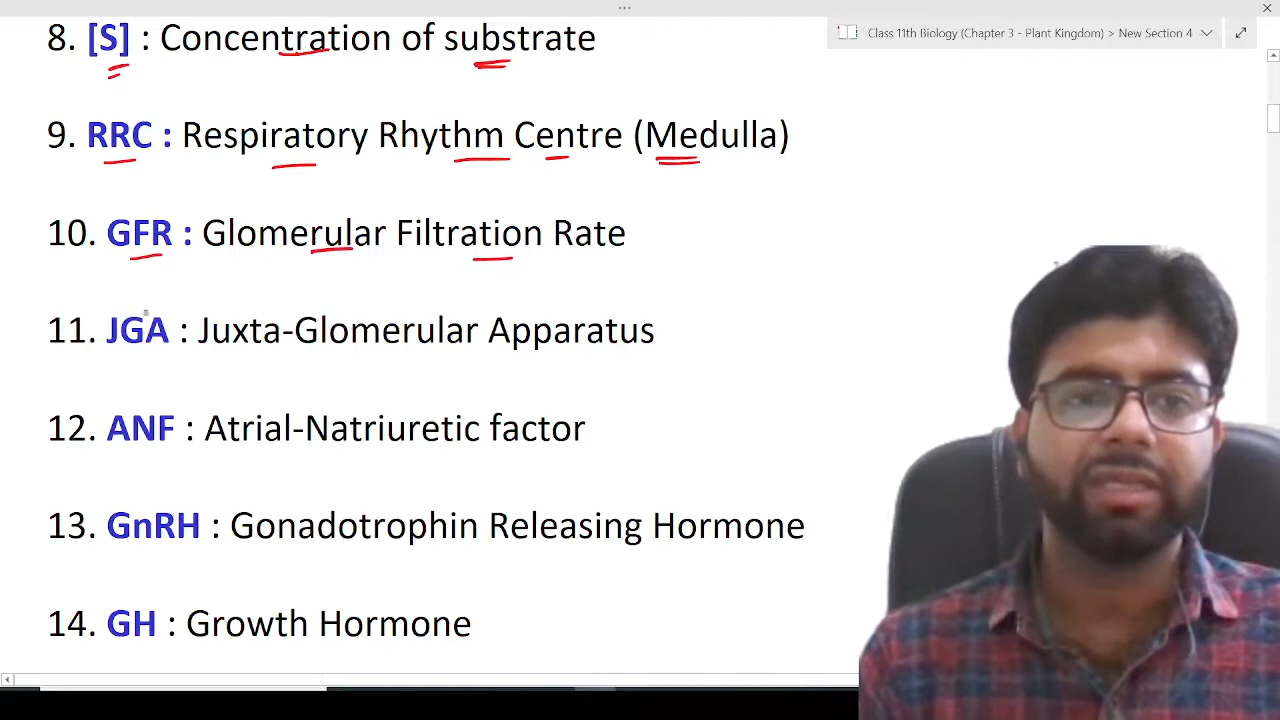 8. [S] : Concentration of substrate
Class 11th Biology (Chapter 3 - Plant Kingdom) > New Section 4
9. RRC : Respiratory Rhythm Centre (Medulla)
10. GFR : Glomerular Filtration Rate
11. JGA : Juxta-Glomerular Apparatus
12. ANF : Atrial-Natriuretic factor
13. GnRH : Gonadotrophin Releasing Hormone
14. GH : Growth Hormone